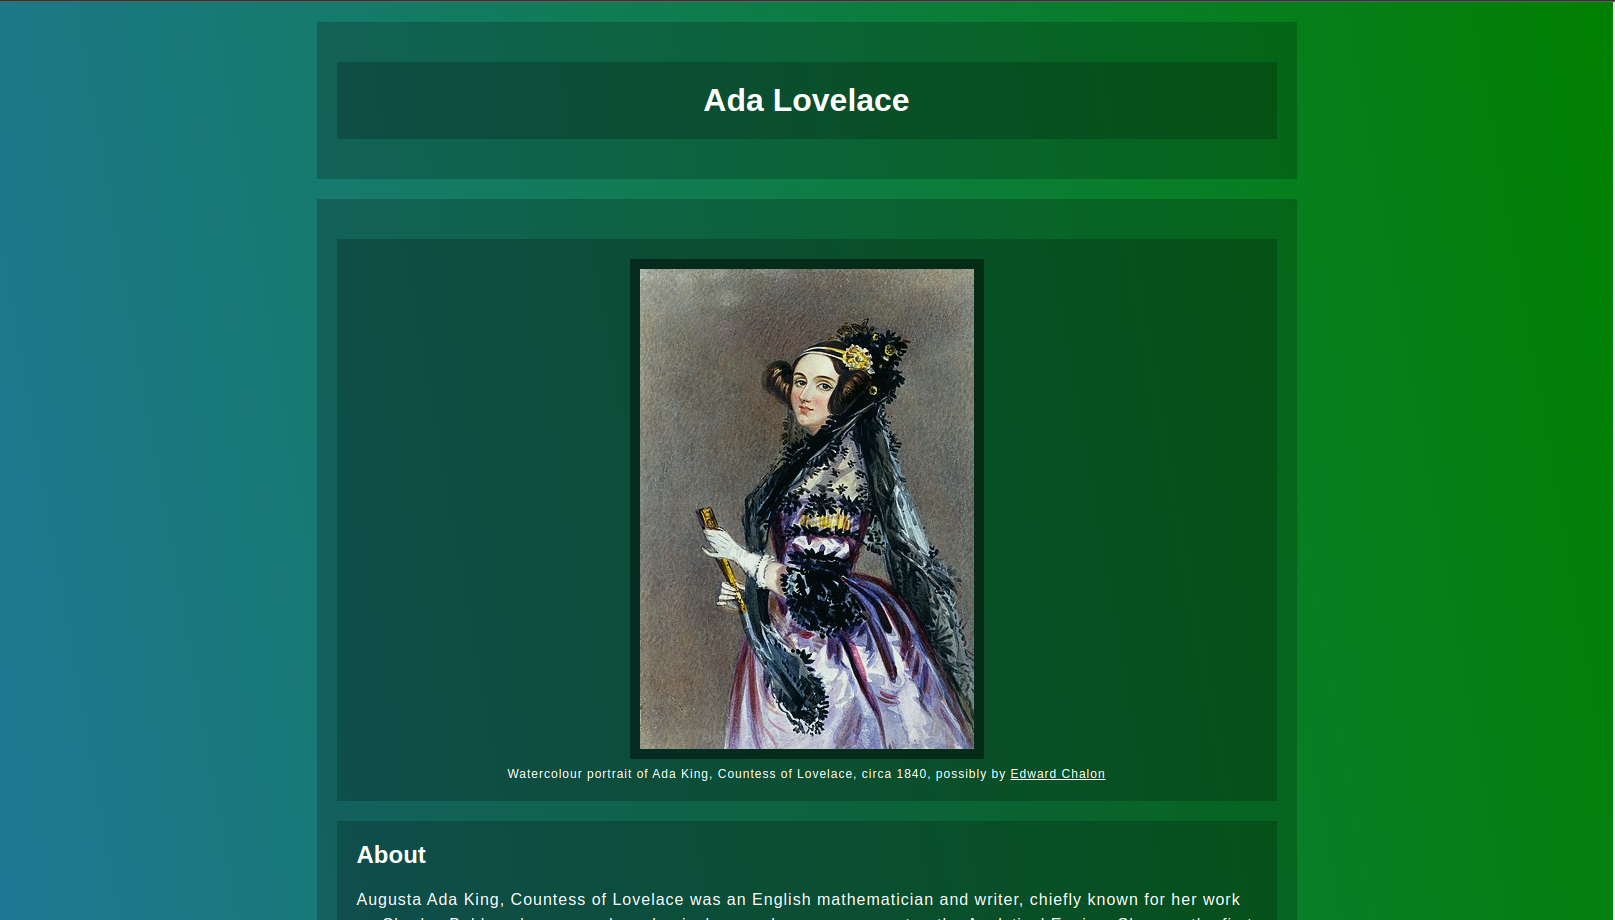 Ada Lovelace
Watercolour portrait of Ada King, Countess of Lovelace, circa 1840, possibly by Edward Chalon
About
Augusta Ada King, Countess of Lovelace was an English mathematician and writer, chiefly known for her work